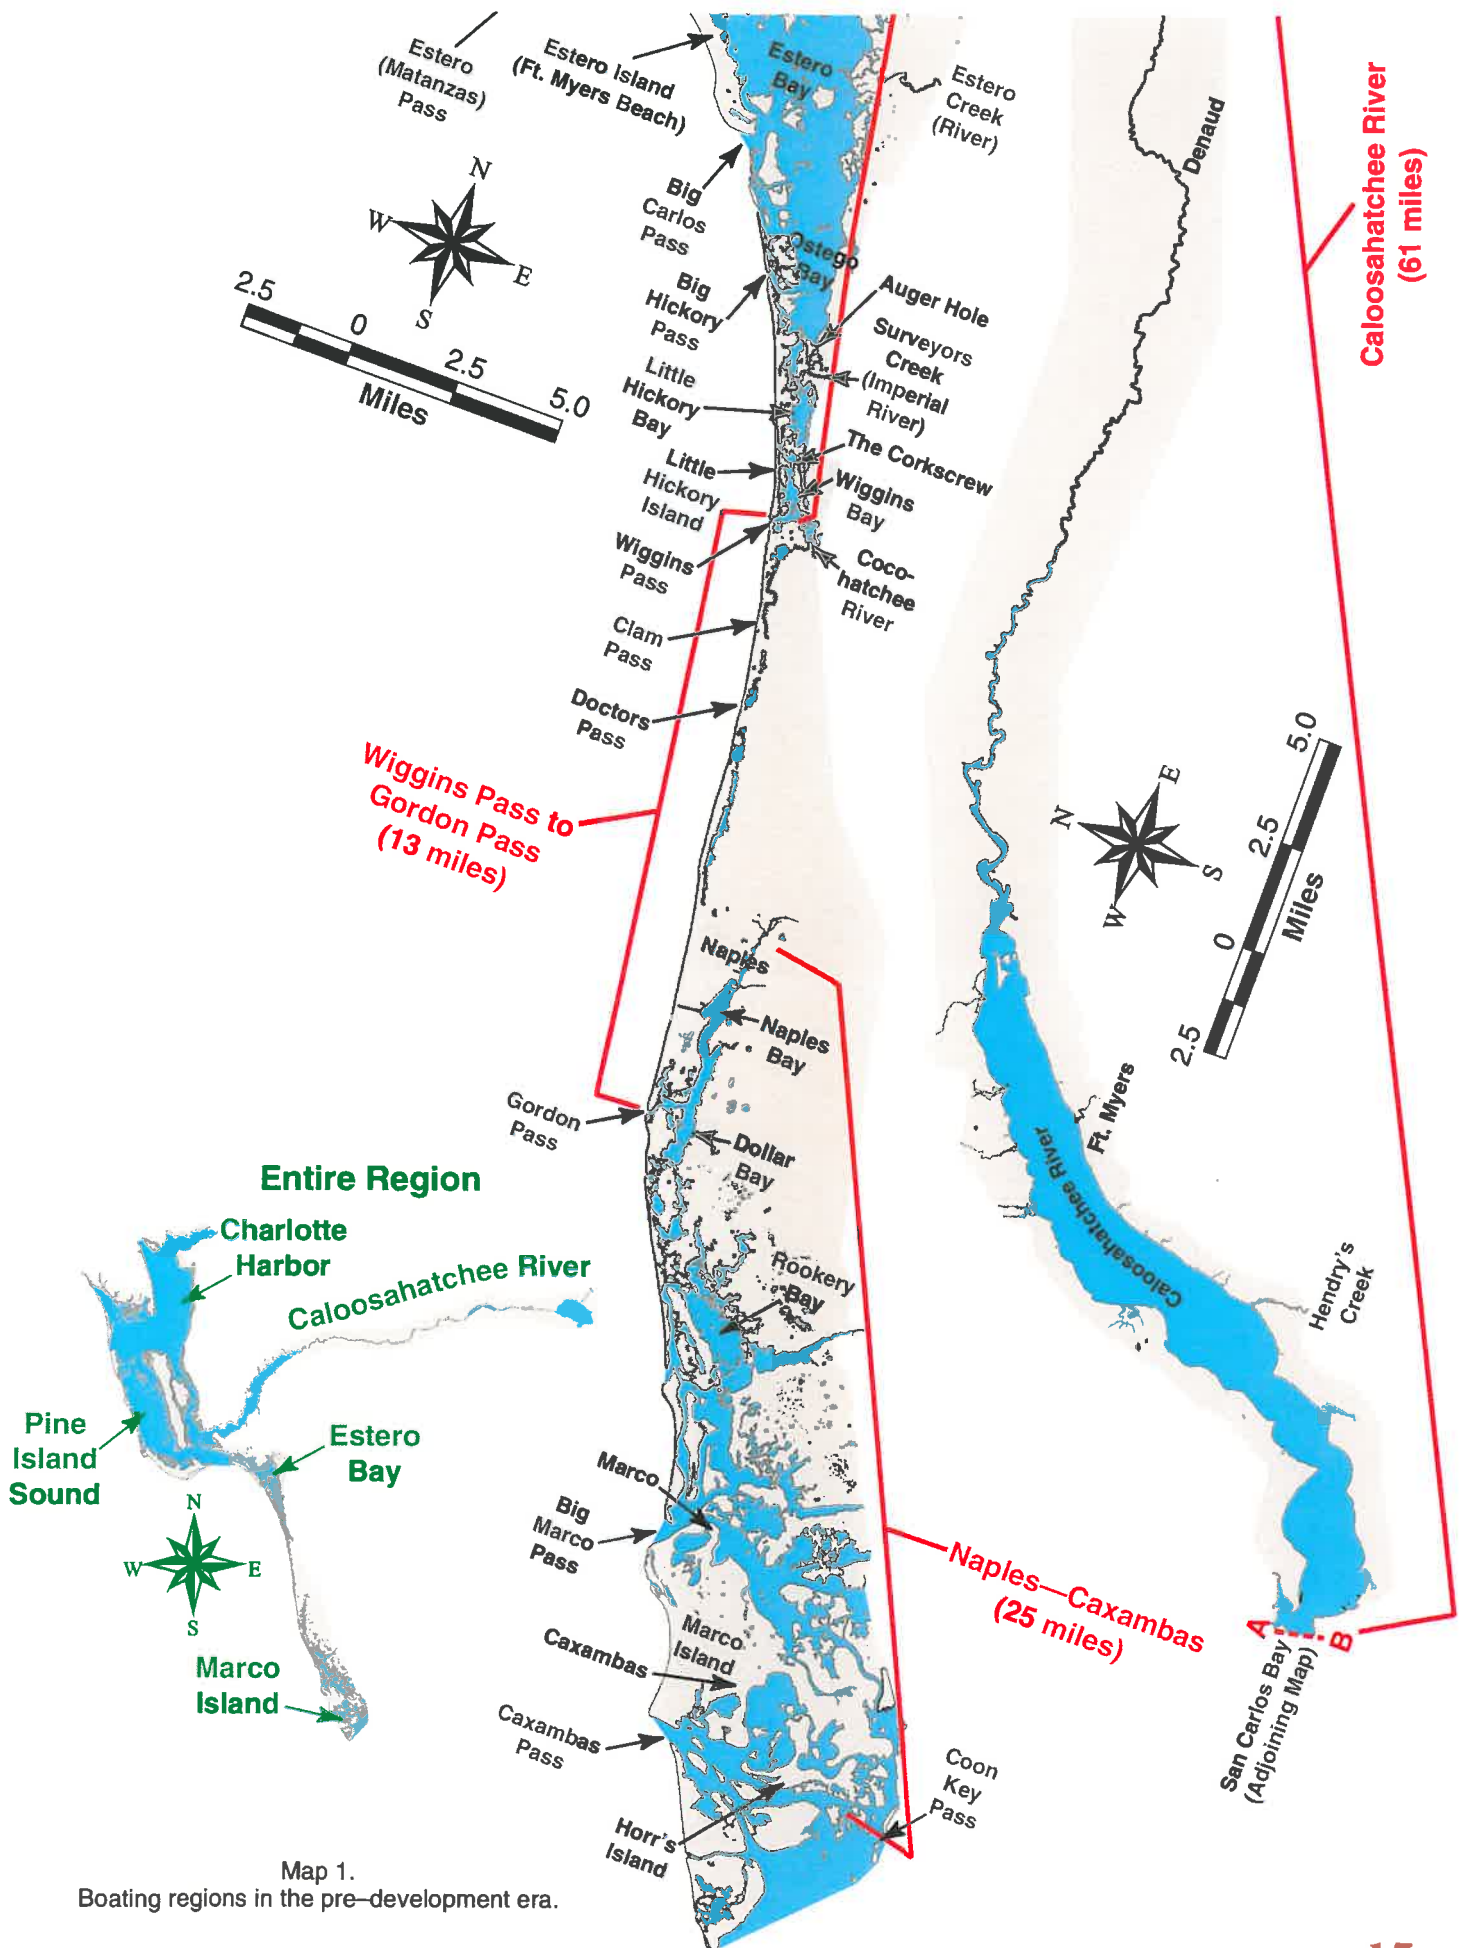 Estero
(Matanzas)
Pass
Estero Island
(Ft. Myers Beach)
Estero
Bay
Estero
Creek
(River)
Denaud
Caloosahatchee River
(61 miles)
N
W
E
S
2.5
0
2.5
5.0
Miles
Big
Carlos
Pass
Ostego
Bay
Big
Hickory
Pass
Auger Hole
Surveyors
Creek
(Imperial
River)
Little
Hickory
Bay
The Corkscrew
Little
Hickory
Island
Wiggins
Bay
Wiggins
Pass
Coco-
hatchee
River
Clam
Pass
Doctors
Pass
Wiggins Pass to
Gordon Pass
(13 miles)
N
E
W
S
5.0
2.5
0
2.5
Miles
Naples
Naples
Bay
Gordon
Pass
Dollar
Bay
Ft. Myers
Caloosahatchee River
Hendry's
Creek
Rookery
Bay
Entire Region
Charlotte
Harbor
Caloosahatchee River
Pine
Island
Sound
Estero
Bay
N
W
E
S
Marco
Island
Marco
Big
Marco
Pass
Marco
Island
Caxambas
Caxambas
Pass
Naples—Caxambas
(25 miles)
A
B
San Carlos Bay
(Adjoining Map)
Coon
Key
Pass
Horr's
Island
Map 1.
Boating regions in the pre–development era.